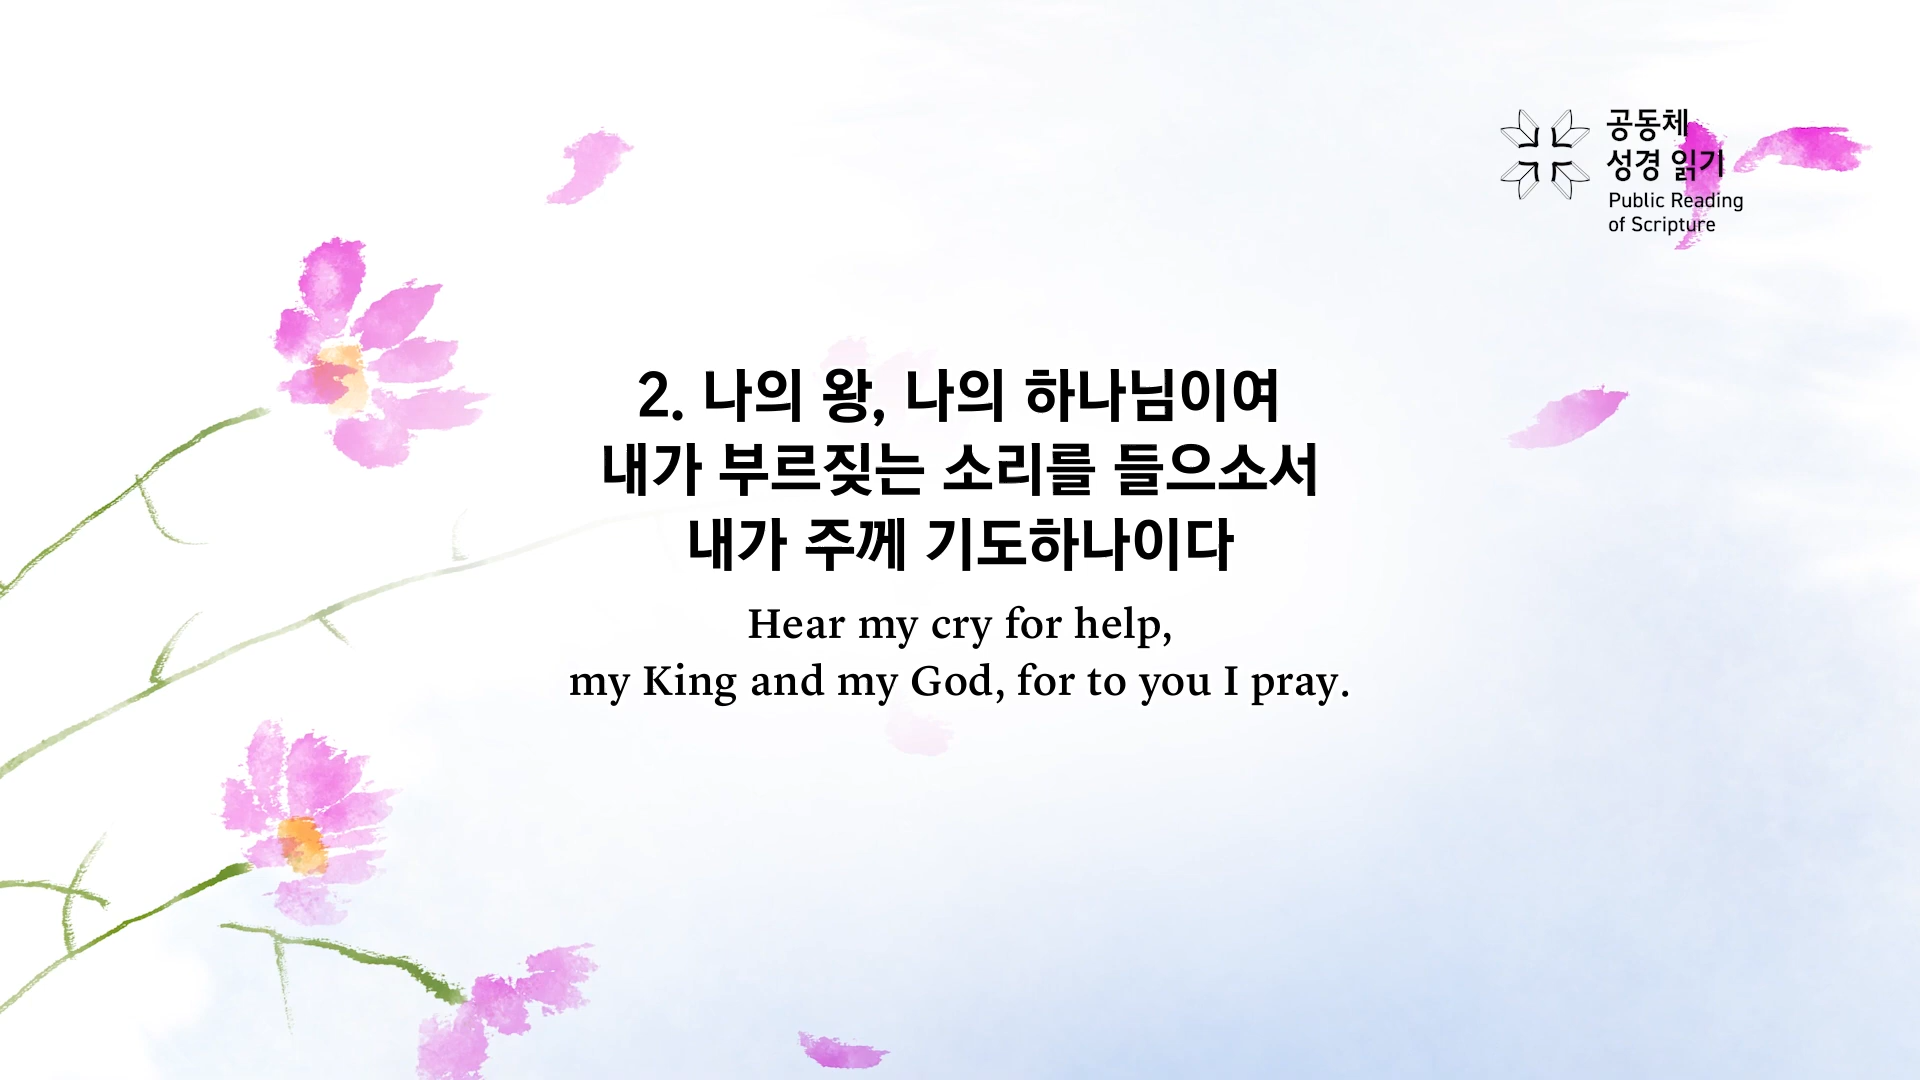 공동체
성경 읽기
Public Reading
of Scripture
2. 나의 왕, 나의 하나님이여
내가 부르짖는 소리를 들으소서
내가 주께 기도하나이다
Hear my cry for help,
my King and my God, for to you I pray.